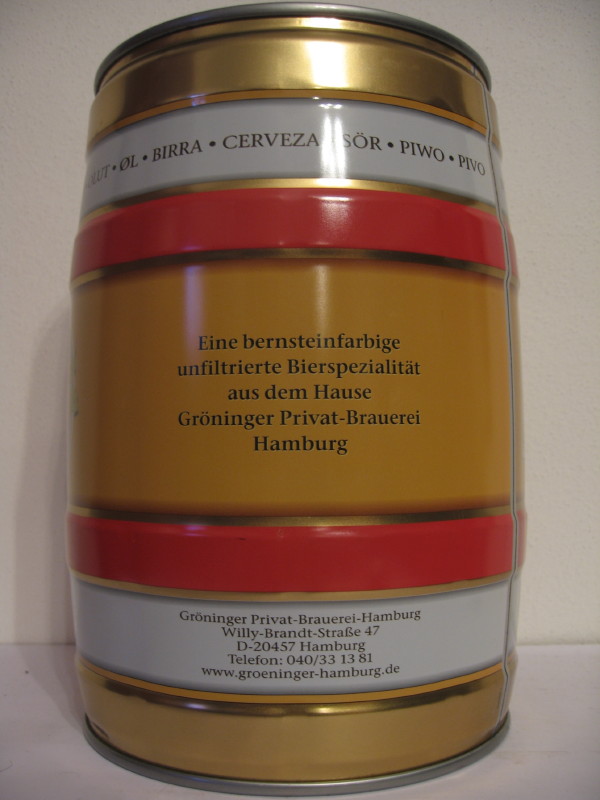 • ØL • BIRRA • CERVEZA • SÖR • PIWO • PIVO
Eine bernsteinfarbige
unfiltrierte Bierspezialität
aus dem Hause
Gröninger Privat-Brauerei
Hamburg
Gröninger Privat-Brauerei-Hamburg
Willy-Brandt-Straße 47
D-20457 Hamburg
Telefon: 040/33 13 81
www.groeninger-hamburg.de